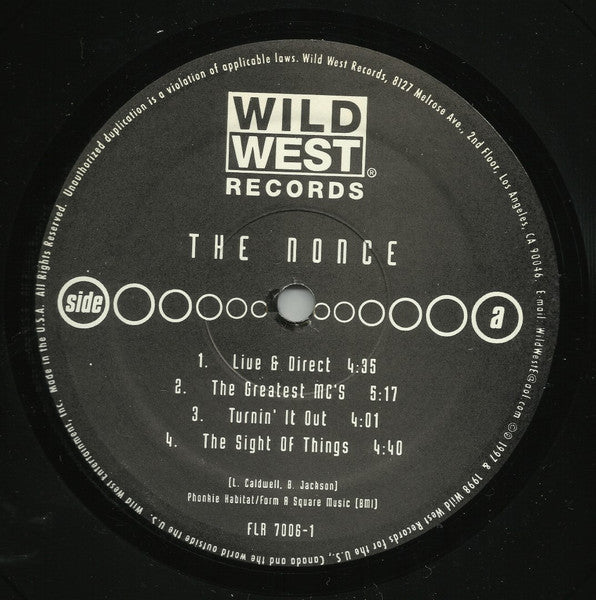 WILD
WEST®
RECORDS
THE NONCE
side a
1. Live & Direct 4:35
2. The Greatest MC'S 5:17
3. Turnin' It Out 4:01
4. The Sight Of Things 4:40
(L. Caldwell, B. Jackson)
Phonkie Habitat/Form A Square Music (BMI)
FLR 7006-1
© 1997 & 1998 Wild West Records for the U.S., Canada and the world outside the U.S. Wild West Entertainment, Inc. Made in the U.S.A. All Rights Reserved. Unauthorized duplication is a violation of applicable laws. Wild West Records, 8127 Melrose Ave., 2nd Floor, Los Angeles, CA 90046 Email: WildWestE@aol.com